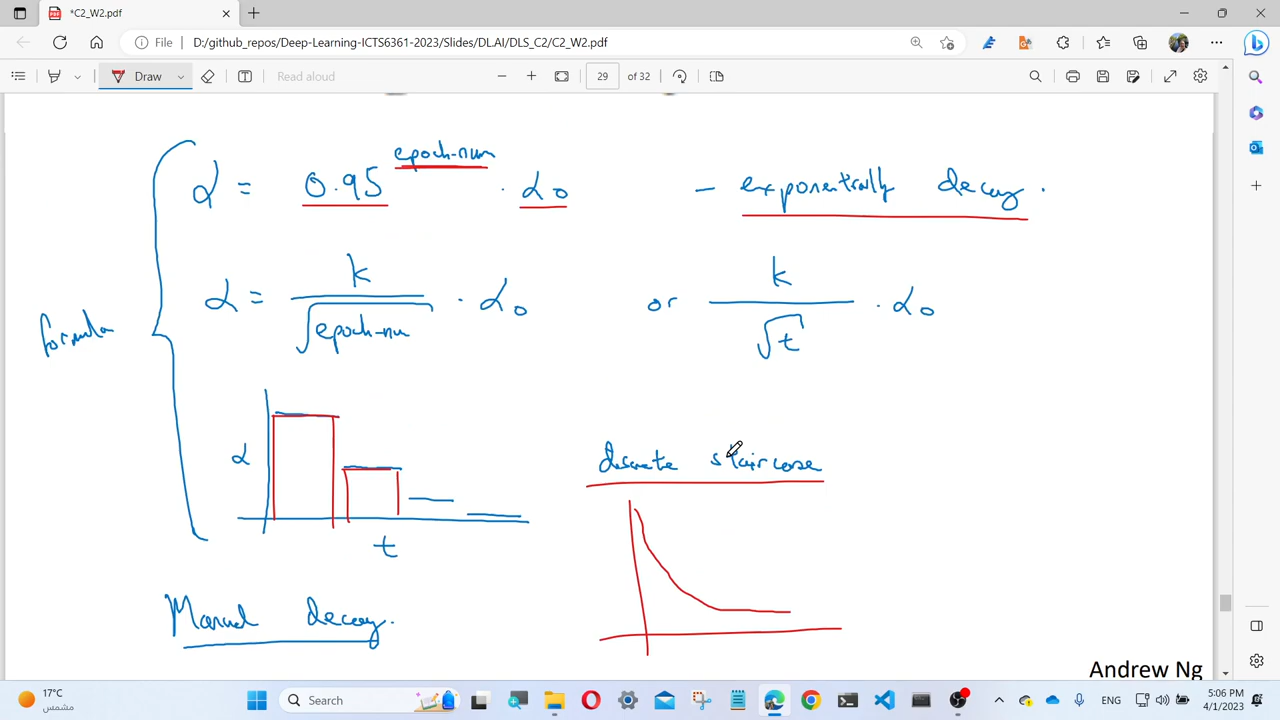 *C2_W2.pdf
File
D:/github_repos/Deep-Learning-ICTS6361-2023/Slides/DL.AI/DLS_C2/C2_W2.pdf
Draw
Read aloud
29 of 32
α = 0.95^epoch-num · α₀ - exponentially decay.
α = k / √epoch-num · α₀ or k / √t · α₀
formula
α
t
discrete staircase
Manual decay.
Andrew Ng
17°C
مشمس
Search
ENG
5:06 PM
4/1/2023